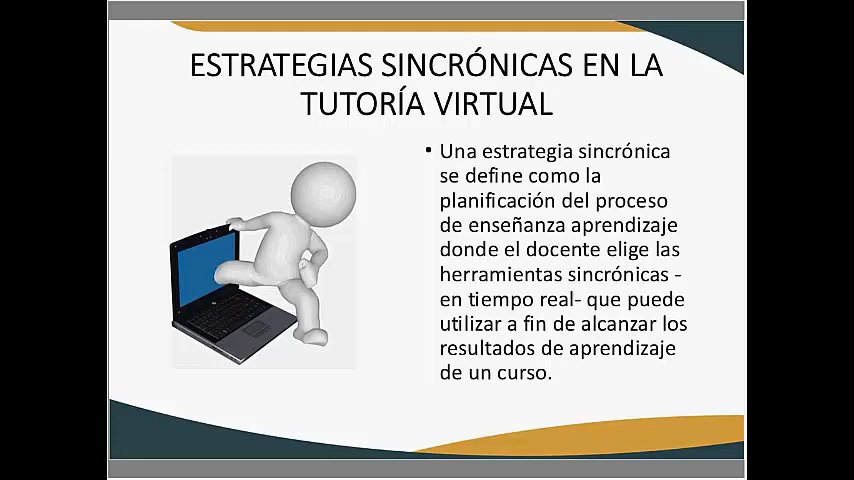 ESTRATEGIAS SINCRÓNICAS EN LA
TUTORÍA VIRTUAL
• Una estrategia sincrónica
se define como la
planificación del proceso
de enseñanza aprendizaje
donde el docente elige las
herramientas sincrónicas -
en tiempo real- que puede
utilizar a fin de alcanzar los
resultados de aprendizaje
de un curso.